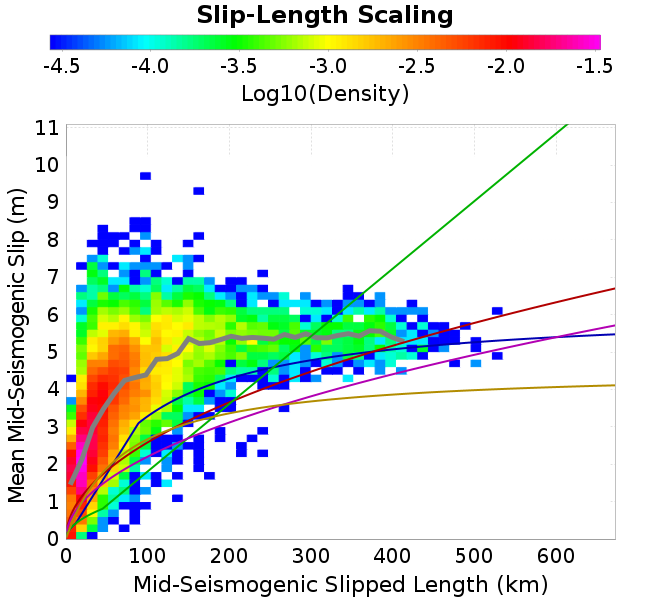 Slip-Length Scaling
-4.5 -4.0 -3.5 -3.0 -2.5 -2.0 -1.5
Log10(Density)
11
10
9
8
7
6
5
4
3
2
1
0
Mean Mid-Seismogenic Slip (m)
0 100 200 300 400 500 600
Mid-Seismogenic Slipped Length (km)